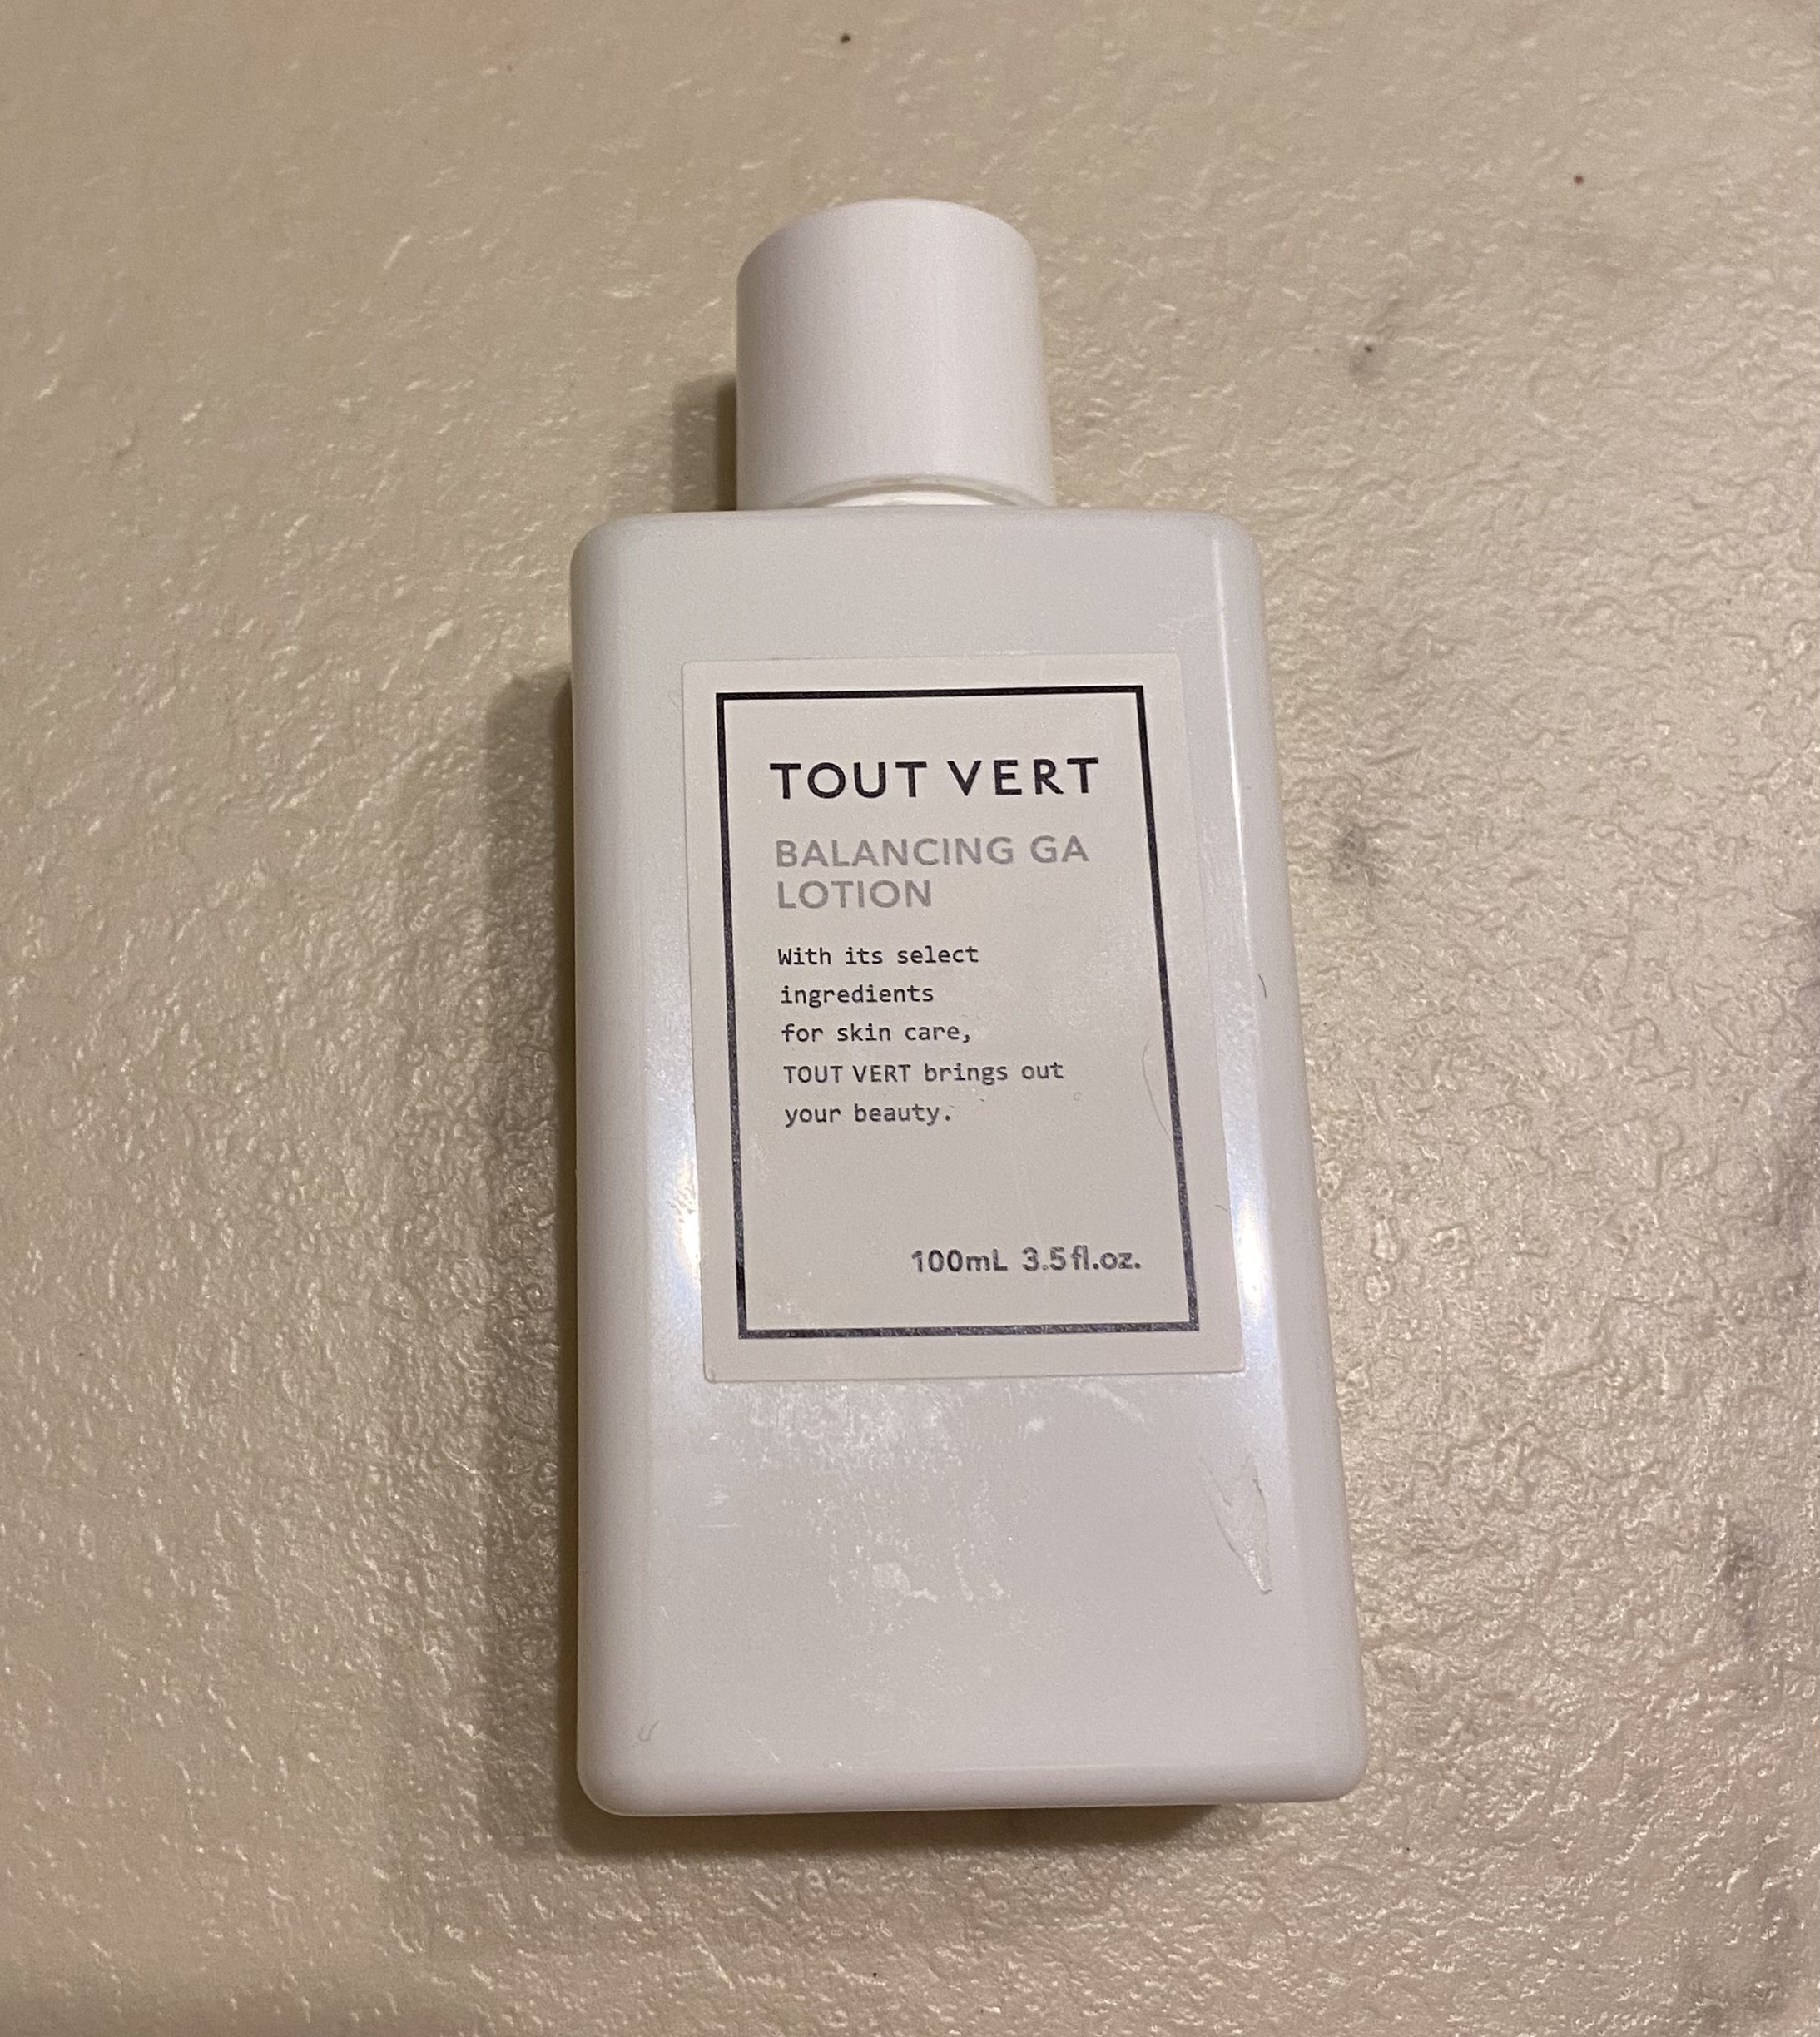 TOUT VERT
BALANCING GA
LOTION
With its select
ingredients
for skin care,
TOUT VERT brings out
your beauty.
100mL 3.5fl.oz.